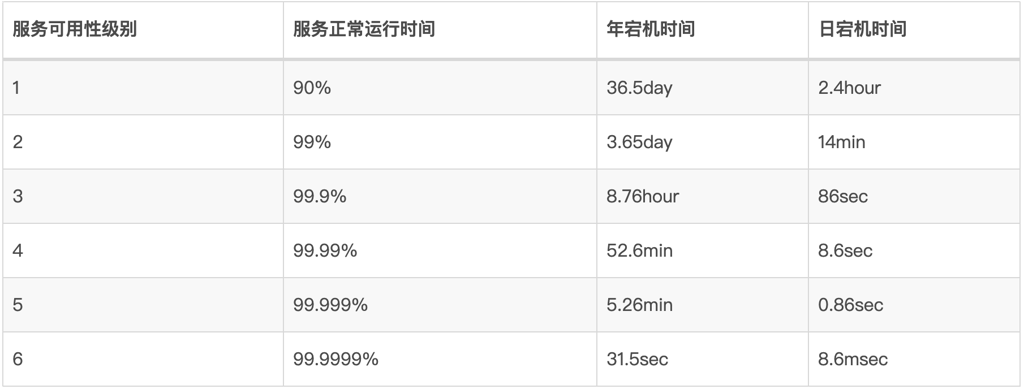 服务可用性级别 服务正常运行时间 年宕机时间 日宕机时间
1 90% 36.5day 2.4hour
2 99% 3.65day 14min
3 99.9% 8.76hour 86sec
4 99.99% 52.6min 8.6sec
5 99.999% 5.26min 0.86sec
6 99.9999% 31.5sec 8.6msec